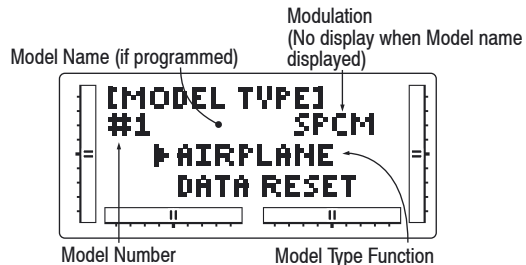 Modulation
(No display when Model name
displayed)
Model Name (if programmed)
[MODEL TYPE]
#1 SPCM
▶AIRPLANE
DATA RESET
Model Number
Model Type Function